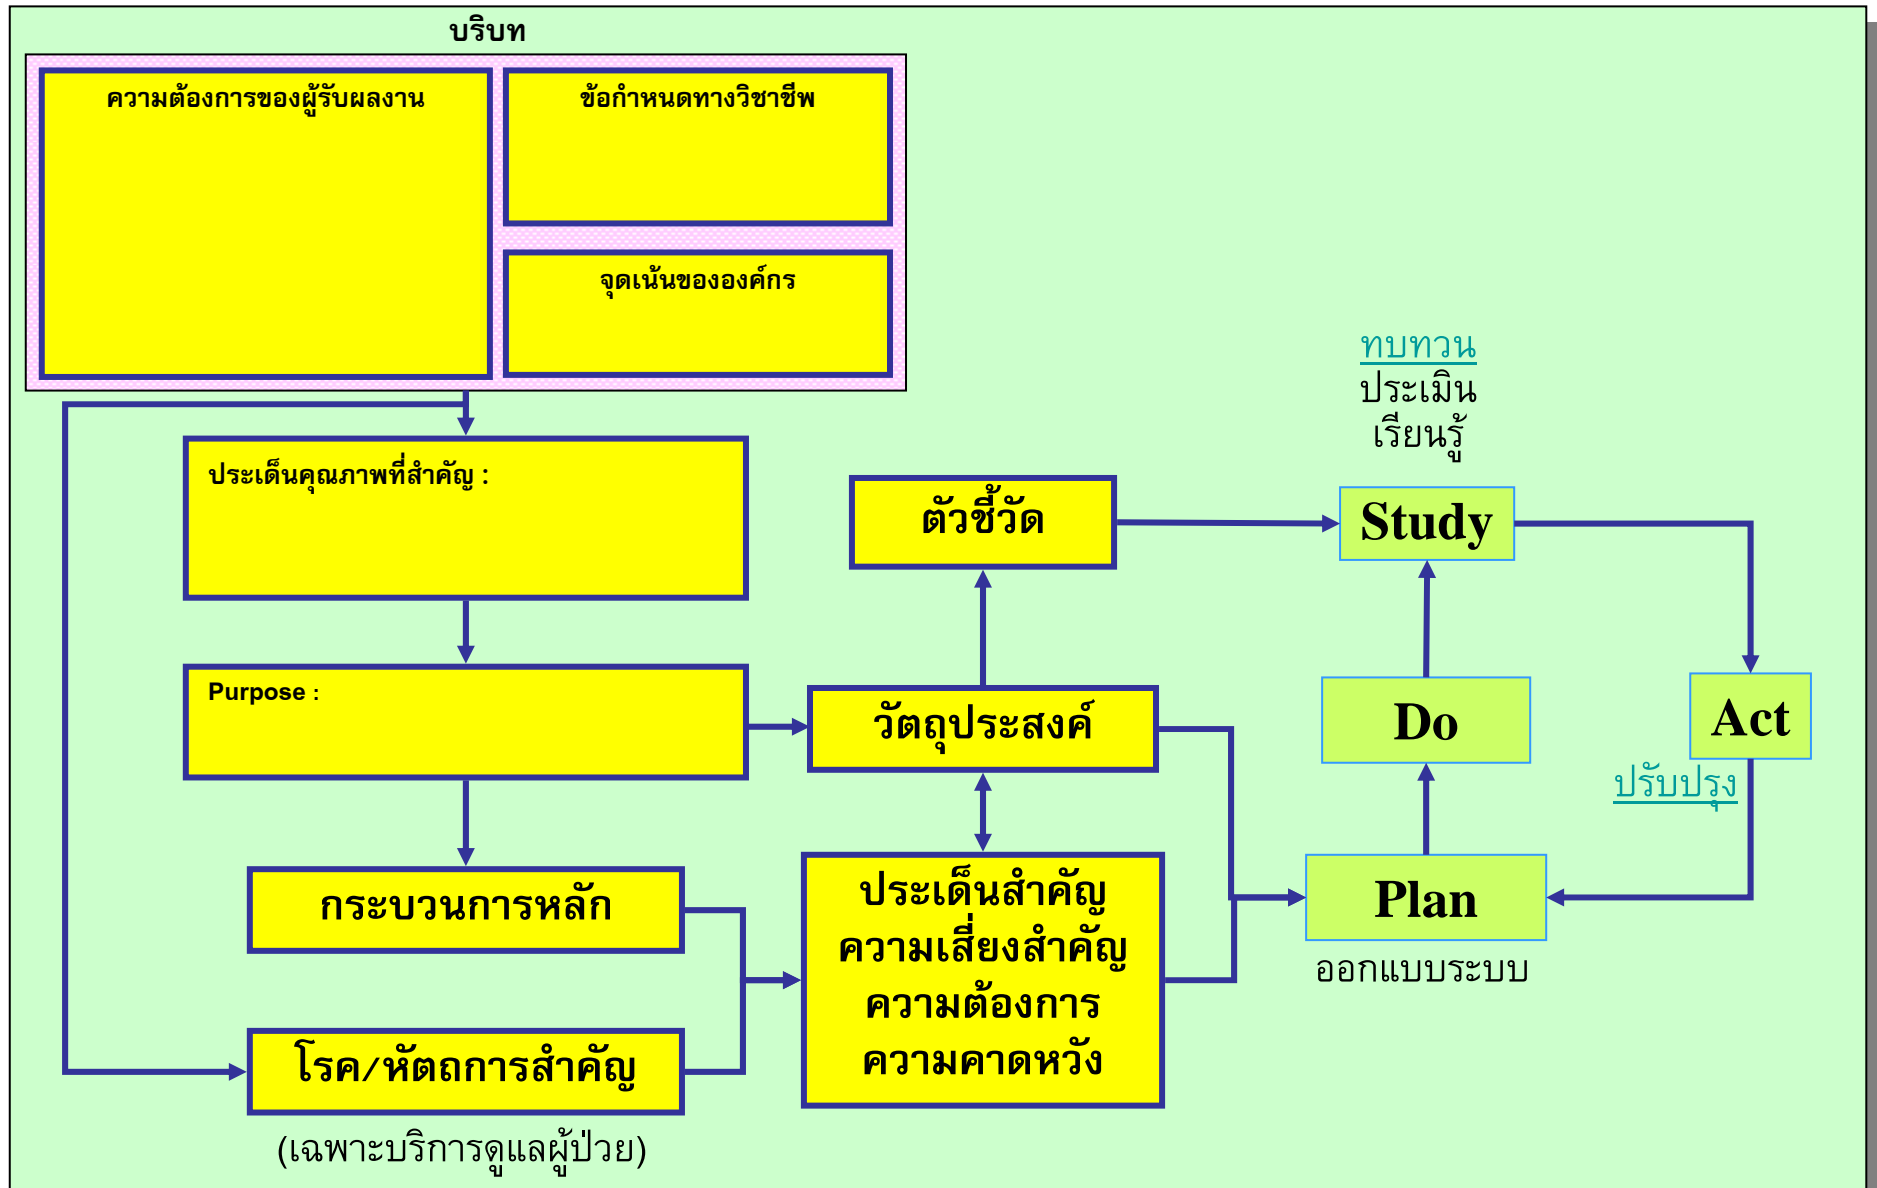 บริบท
ความต้องการของผู้รับผลงาน
ข้อกำหนดทางวิชาชีพ
จุดเน้นขององค์กร
ประเด็นคุณภาพที่สำคัญ :
Purpose :
กระบวนการหลัก
โรค/หัตถการสำคัญ
(เฉพาะบริการดูแลผู้ป่วย)
ตัวชี้วัด
วัตถุประสงค์
ประเด็นสำคัญ
ความเสี่ยงสำคัญ
ความต้องการ
ความคาดหวัง
ทบทวน
ประเมิน
เรียนรู้
Study
Do
Act
ปรับปรุง
Plan
ออกแบบระบบ